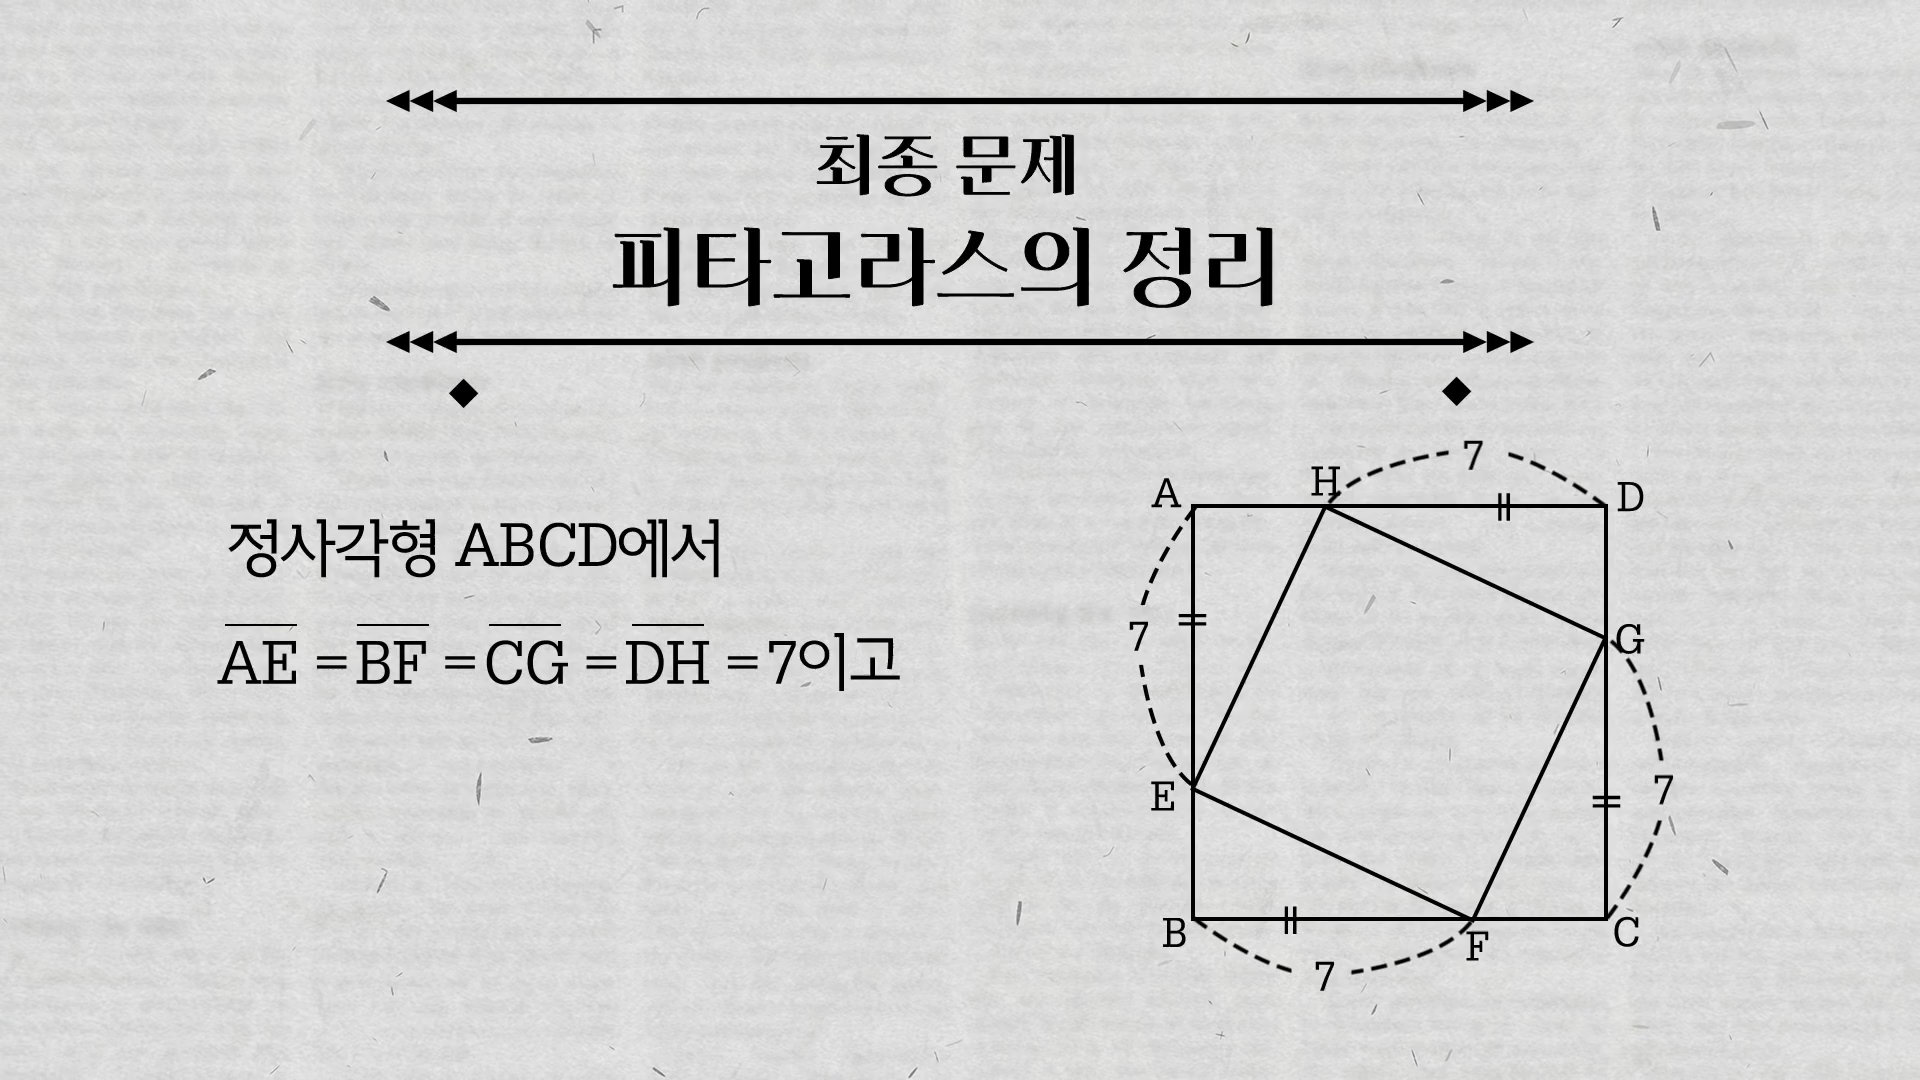 최종 문제
피타고라스의 정리
정사각형 ABCD에서
AE = BF = CG = DH = 7이고
7
A
H
D
7
G
E
7
B
F
C
7